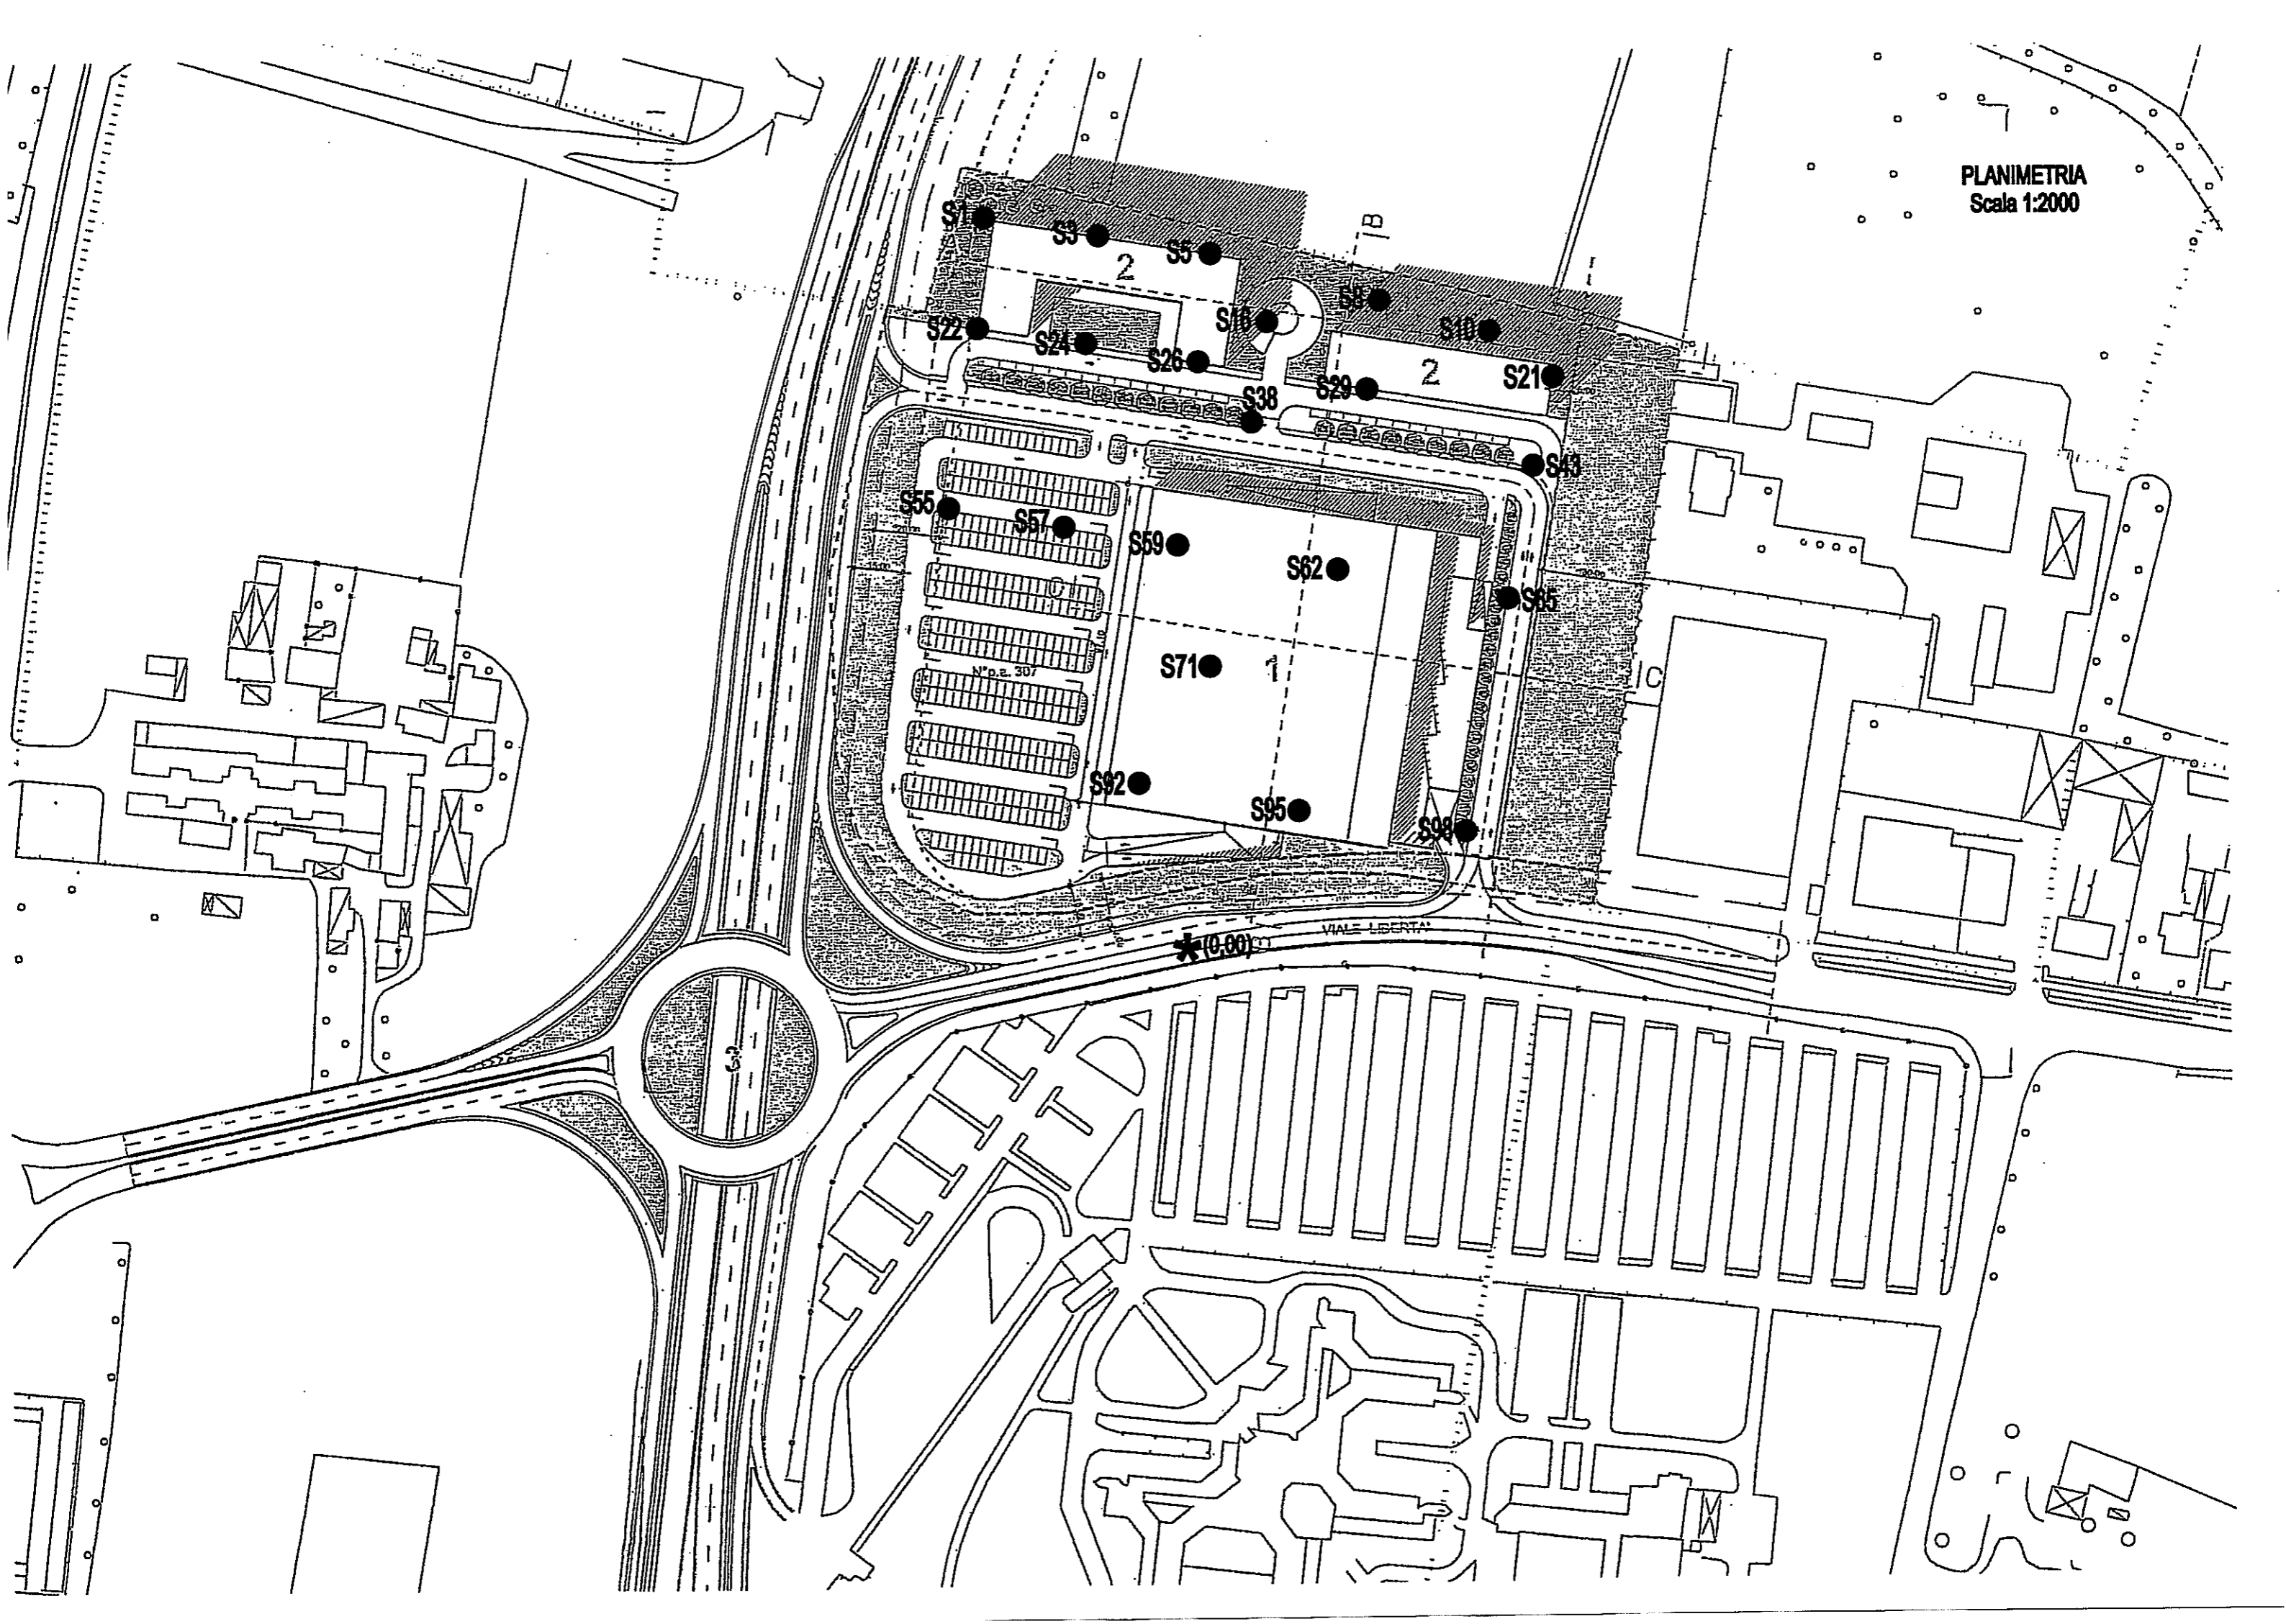 PLANIMETRIA
Scala 1:2000
S1
S3
S5
2
B
S8
S10
S16
S22
S24
S26
S29
2
S21
S38
S43
S55
S57
S59
S62
S65
C
N° p.a. 307
S71
1
C
S92
S95
S98
VIALE LIBERTA'
*(0,00)